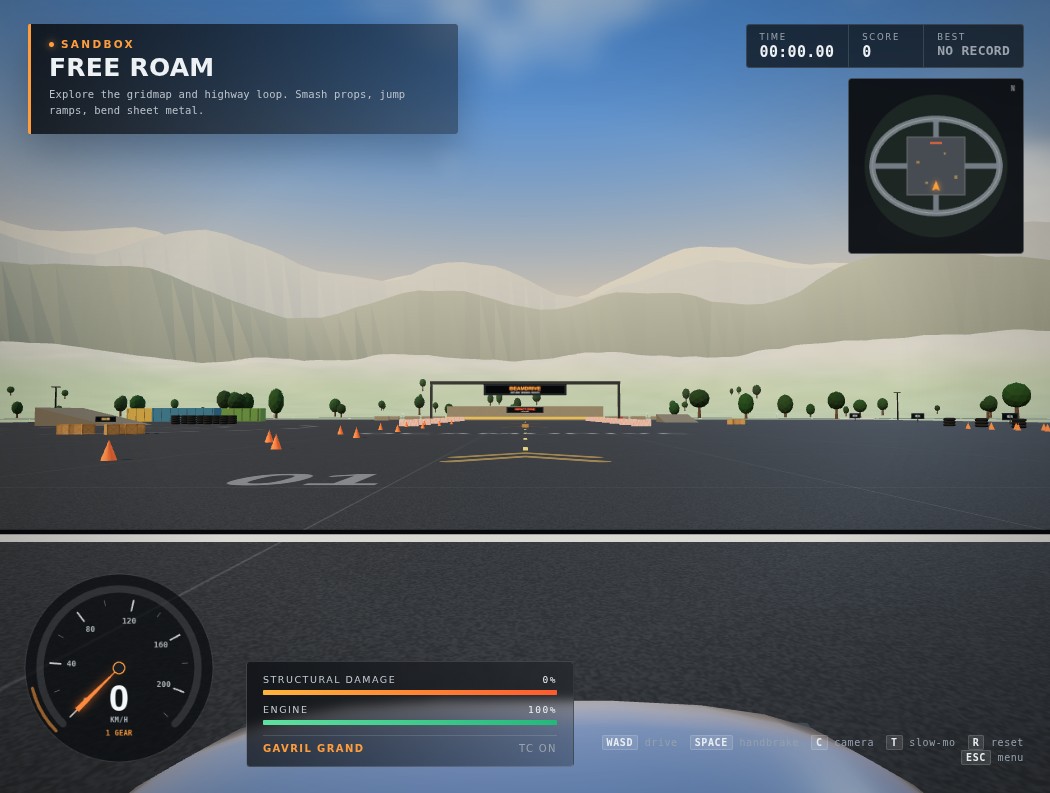 SANDBOX
FREE ROAM
Explore the gridmap and highway loop. Smash props, jump
ramps, bend sheet metal.
TIME
00:00.00
SCORE
0
BEST
NO RECORD
N
BEAMDRIVE
01
40
80
120
160
200
0
KM/H
1 GEAR
STRUCTURAL DAMAGE 0%
ENGINE 100%
GAVRIL GRAND TC ON
WASD drive SPACE handbrake C camera T slow-mo R reset
ESC menu